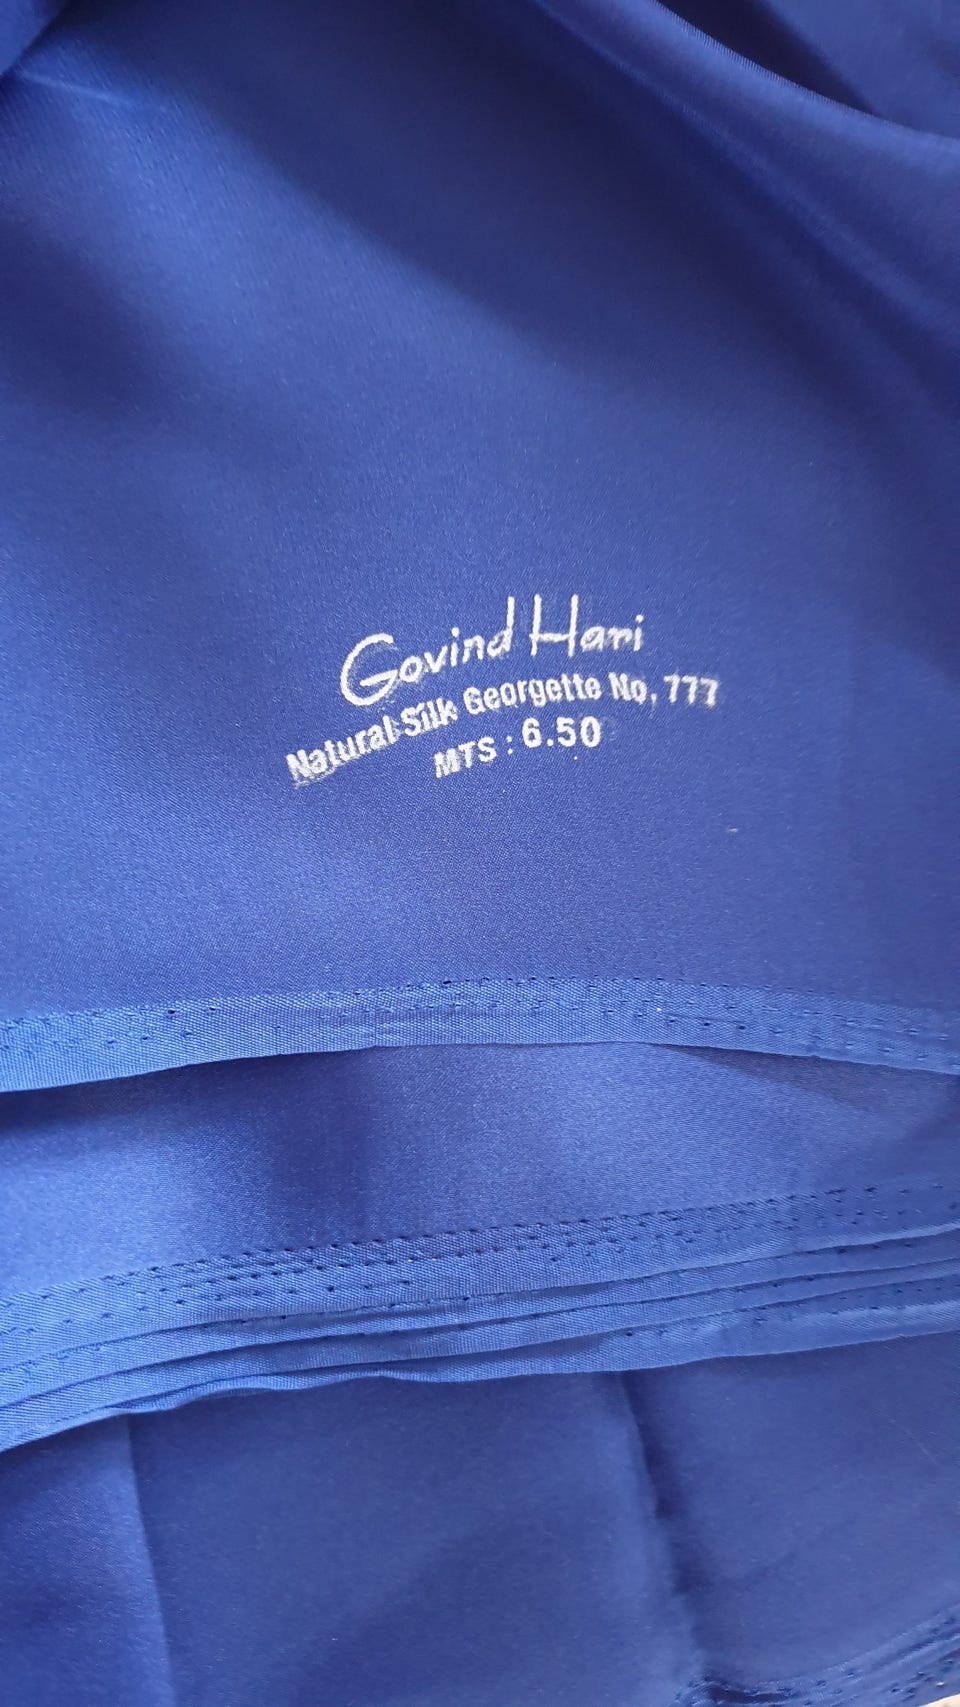 Govind Hari
Natural Silk Georgette No. 777
MTS : 6.50